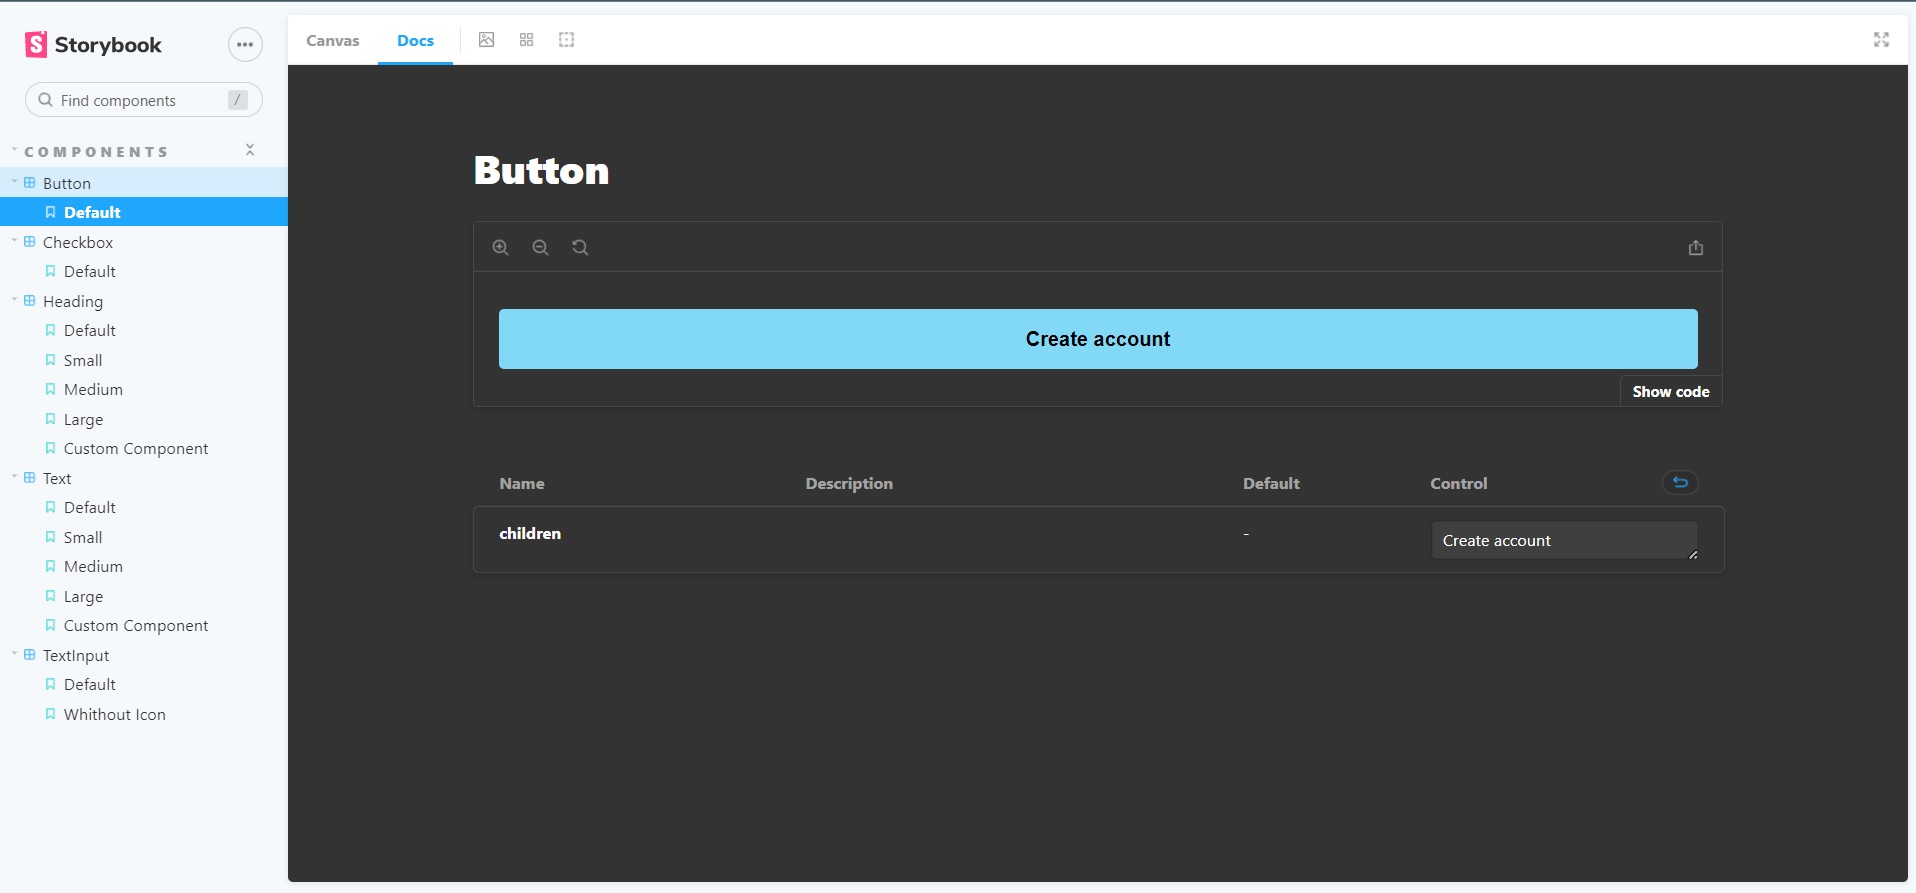 Storybook
Find components /
COMPONENTS
Button
Default
Checkbox
Default
Heading
Default
Small
Medium
Large
Custom Component
Text
Default
Small
Medium
Large
Custom Component
TextInput
Default
Whithout Icon
Canvas Docs
Button
Create account
Show code
Name Description Default Control
children - Create account